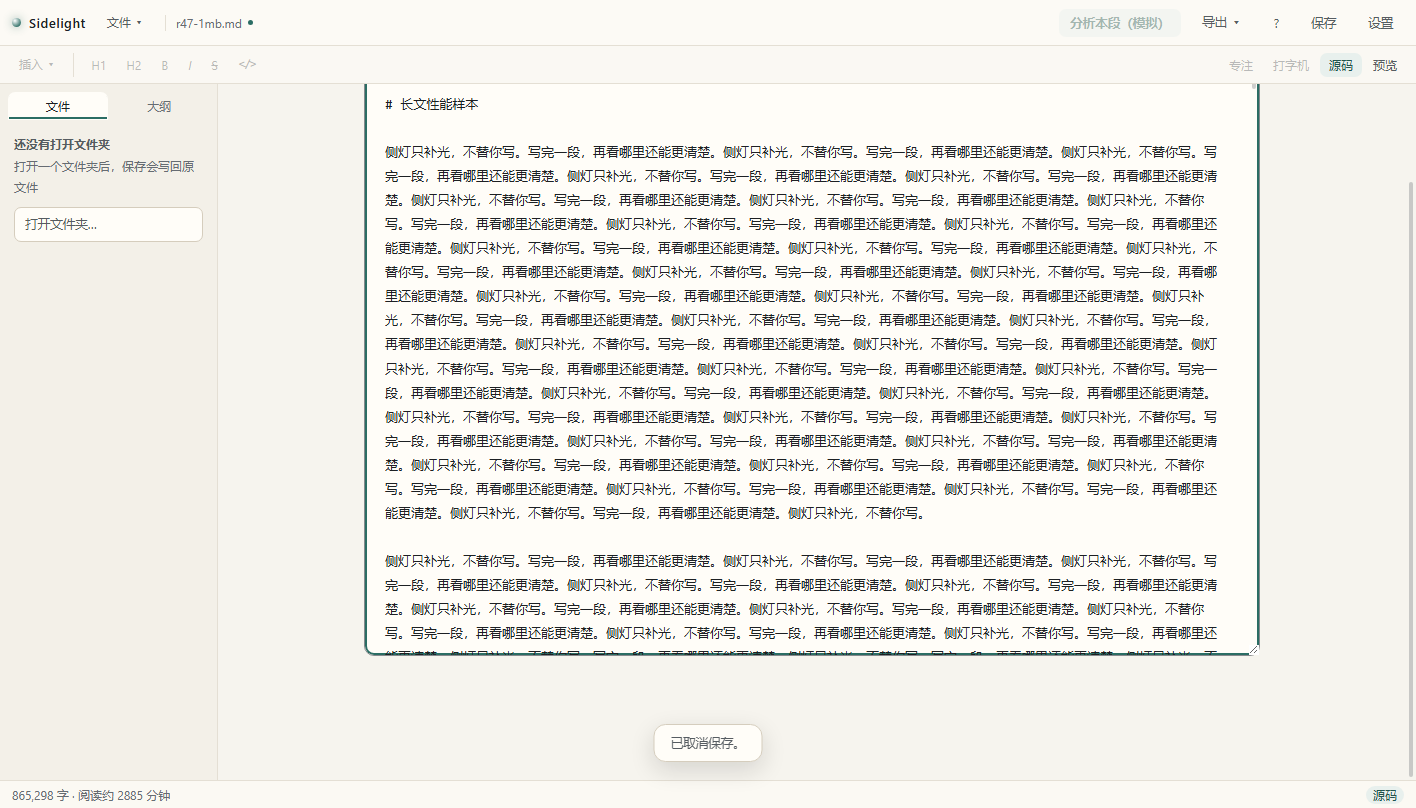 Sidelight 文件 r47-1mb.md 分析本段（模拟） 导出 ? 保存 设置
插入 H1 H2 B I S </> 专注 打字机 源码 预览
文件 大纲
还没有打开文件夹
打开一个文件夹后，保存会写回原
文件
打开文件夹...
# 长文性能样本
侧灯只补光，不替你写。写完一段，再看哪里还能更清楚。侧灯只补光，不替你写。写完一段，再看哪里还能更清楚。侧灯只补光，不替你写。写
完一段，再看哪里还能更清楚。侧灯只补光，不替你写。写完一段，再看哪里还能更清楚。侧灯只补光，不替你写。写完一段，再看哪里还能更清
楚。侧灯只补光，不替你写。写完一段，再看哪里还能更清楚。侧灯只补光，不替你写。写完一段，再看哪里还能更清楚。侧灯只补光，不替你
写。写完一段，再看哪里还能更清楚。侧灯只补光，不替你写。写完一段，再看哪里还能更清楚。侧灯只补光，不替你写。写完一段，再看哪里还
能更清楚。侧灯只补光，不替你写。写完一段，再看哪里还能更清楚。侧灯只补光，不替你写。写完一段，再看哪里还能更清楚。侧灯只补光，不
替你写。写完一段，再看哪里还能更清楚。侧灯只补光，不替你写。写完一段，再看哪里还能更清楚。侧灯只补光，不替你写。写完一段，再看哪
里还能更清楚。侧灯只补光，不替你写。写完一段，再看哪里还能更清楚。侧灯只补光，不替你写。写完一段，再看哪里还能更清楚。侧灯只补
光，不替你写。写完一段，再看哪里还能更清楚。侧灯只补光，不替你写。写完一段，再看哪里还能更清楚。侧灯只补光，不替你写。写完一段，
再看哪里还能更清楚。侧灯只补光，不替你写。写完一段，再看哪里还能更清楚。侧灯只补光，不替你写。写完一段，再看哪里还能更清楚。侧灯
只补光，不替你写。写完一段，再看哪里还能更清楚。侧灯只补光，不替你写。写完一段，再看哪里还能更清楚。侧灯只补光，不替你写。写完一
段，再看哪里还能更清楚。侧灯只补光，不替你写。写完一段，再看哪里还能更清楚。侧灯只补光，不替你写。写完一段，再看哪里还能更清楚。
侧灯只补光，不替你写。写完一段，再看哪里还能更清楚。侧灯只补光，不替你写。写完一段，再看哪里还能更清楚。侧灯只补光，不替你写。写
完一段，再看哪里还能更清楚。侧灯只补光，不替你写。写完一段，再看哪里还能更清楚。侧灯只补光，不替你写。写完一段，再看哪里还能更清
楚。侧灯只补光，不替你写。写完一段，再看哪里还能更清楚。侧灯只补光，不替你写。写完一段，再看哪里还能更清楚。侧灯只补光，不替你
写。写完一段，再看哪里还能更清楚。侧灯只补光，不替你写。写完一段，再看哪里还能更清楚。侧灯只补光，不替你写。写完一段，再看哪里还
能更清楚。侧灯只补光，不替你写。写完一段，再看哪里还能更清楚。侧灯只补光，不替你写。
侧灯只补光，不替你写。写完一段，再看哪里还能更清楚。侧灯只补光，不替你写。写完一段，再看哪里还能更清楚。侧灯只补光，不替你写。写
完一段，再看哪里还能更清楚。侧灯只补光，不替你写。写完一段，再看哪里还能更清楚。侧灯只补光，不替你写。写完一段，再看哪里还能更清
楚。侧灯只补光，不替你写。写完一段，再看哪里还能更清楚。侧灯只补光，不替你写。写完一段，再看哪里还能更清楚。侧灯只补光，不替你
写。写完一段，再看哪里还能更清楚。侧灯只补光，不替你写。写完一段，再看哪里还能更清楚。侧灯只补光，不替你写。写完一段，再看哪里还
已取消保存。
865,298 字 · 阅读约 2885 分钟 源码